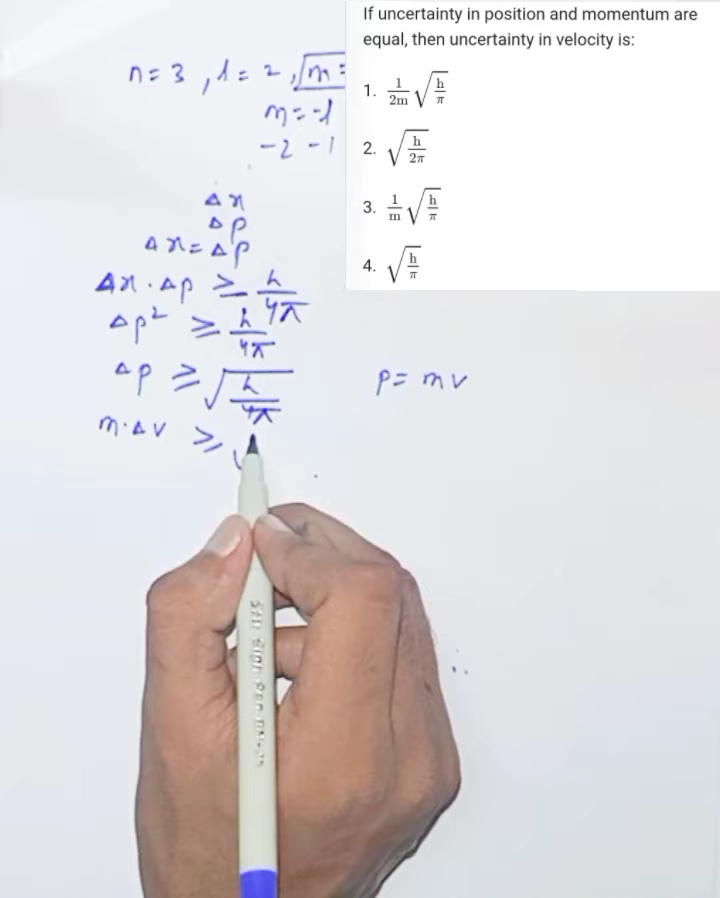 If uncertainty in position and momentum are
equal, then uncertainty in velocity is:
1. 1/2m √(h/π)
2. √(h/2π)
3. 1/m √(h/π)
4. √(h/π)
n=3, l=2, √m=
m=-l
-2 -1
Δx
Δp
Δx=Δp
Δx.Δp ≥ h/4π
Δp² ≥ h/4π
Δp ≥ √(h/4π)
p=mv
m.Δv ≥